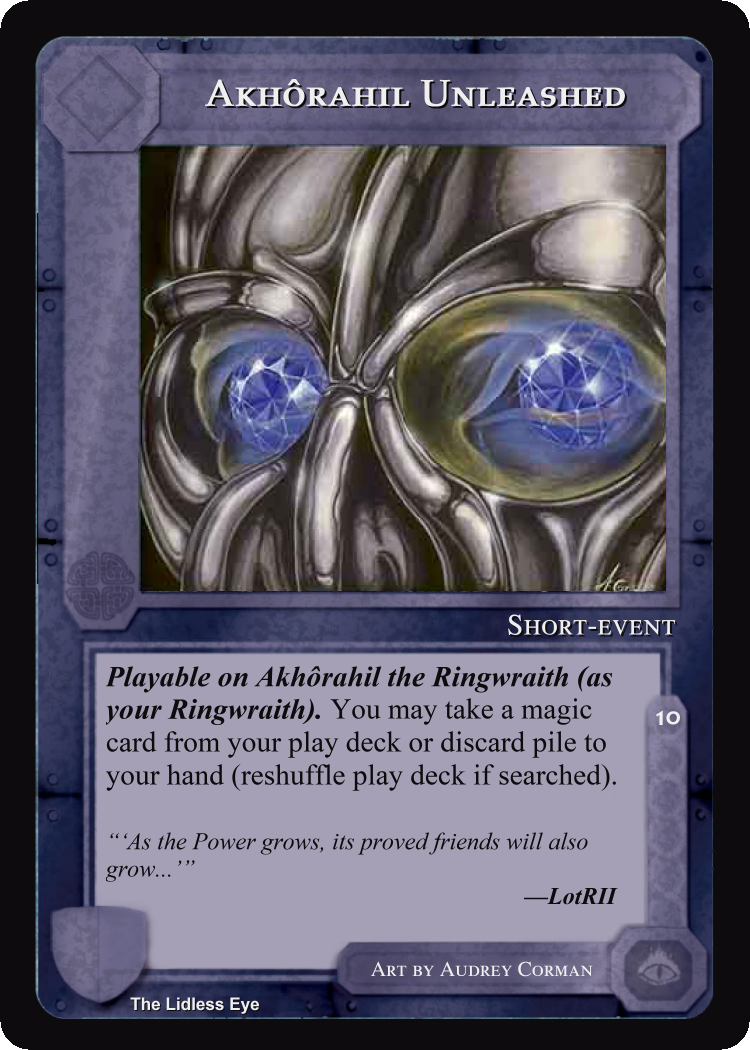 AKHÔRAHIL UNLEASHED
SHORT-EVENT
Playable on Akhôrahil the Ringwraith (as
your Ringwraith). You may take a magic
card from your play deck or discard pile to
your hand (reshuffle play deck if searched).
10
“‘As the Power grows, its proved friends will also
grow...’”
—LotRII
ART BY AUDREY CORMAN
The Lidless Eye